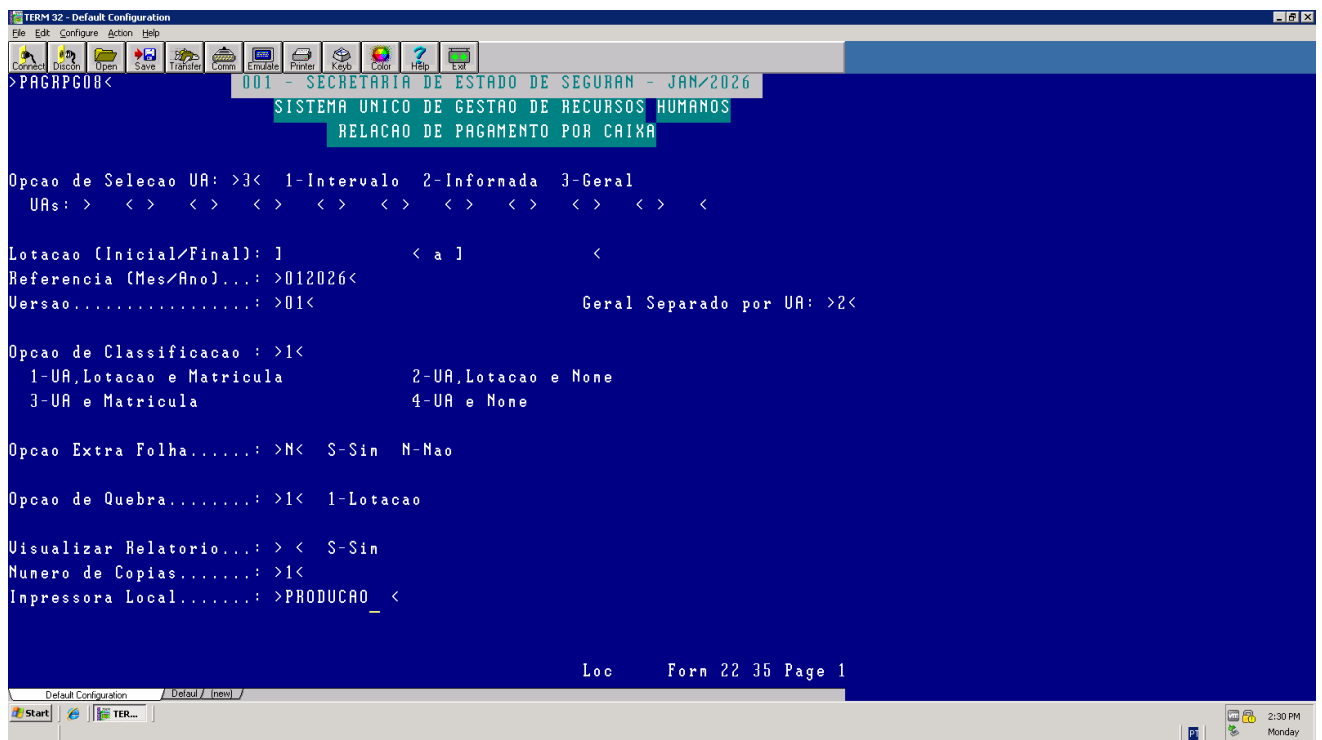 TERM 32 - Default Configuration
File Edit Configure Action Help
Connect Discon Open Save Transfer Comm Emulate Printer Keyb Color Help Exit
>PAGRPG08< 001 - SECRETARIA DE ESTADO DE SEGURAN - JAN/2026
SISTEMA UNICO DE GESTAO DE RECURSOS HUMANOS
RELACAO DE PAGAMENTO POR CAIXA
Opcao de Selecao UA: >3< 1-Intervalo 2-Informada 3-Geral
UAs: > < > < > < > < > < > < > < > < > < > <
Lotacao (Inicial/Final): ] < a ] <
Referencia (Mes/Ano)...: >012026<
Versao.................: >01< Geral Separado por UA: >2<
Opcao de Classificacao : >1<
1-UA,Lotacao e Matricula 2-UA,Lotacao e Nome
3-UA e Matricula 4-UA e Nome
Opcao Extra Folha......: >N< S-Sim N-Nao
Opcao de Quebra........: >1< 1-Lotacao
Visualizar Relatorio...: > < S-Sim
Numero de Copias.......: >1<
Impressora Local.......: >PRODUCAO_ <
Loc Form 22 35 Page 1
Default Configuration Defaul (new)
Start TER... 2:30 PM
PT Monday